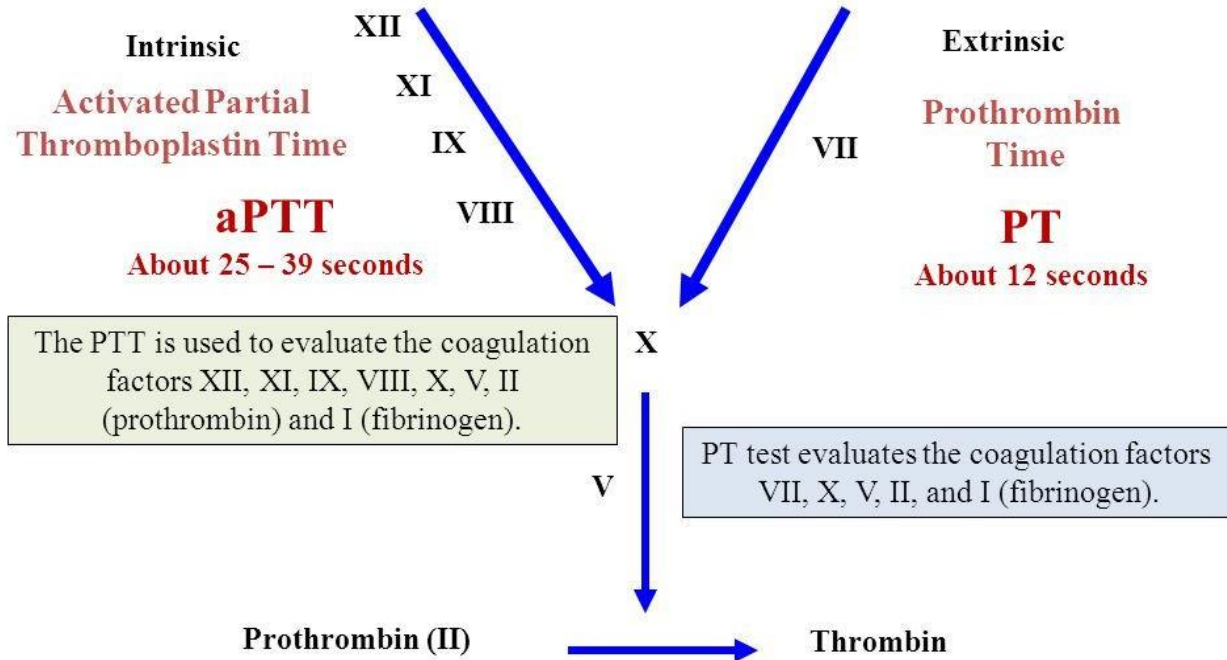 Intrinsic
Activated Partial
Thromboplastin Time
aPTT
About 25 – 39 seconds
XII
XI
IX
VIII
Extrinsic
Prothrombin
Time
PT
About 12 seconds
VII
The PTT is used to evaluate the coagulation
factors XII, XI, IX, VIII, X, V, II
(prothrombin) and I (fibrinogen).
X
V
PT test evaluates the coagulation factors
VII, X, V, II, and I (fibrinogen).
Prothrombin (II)
Thrombin